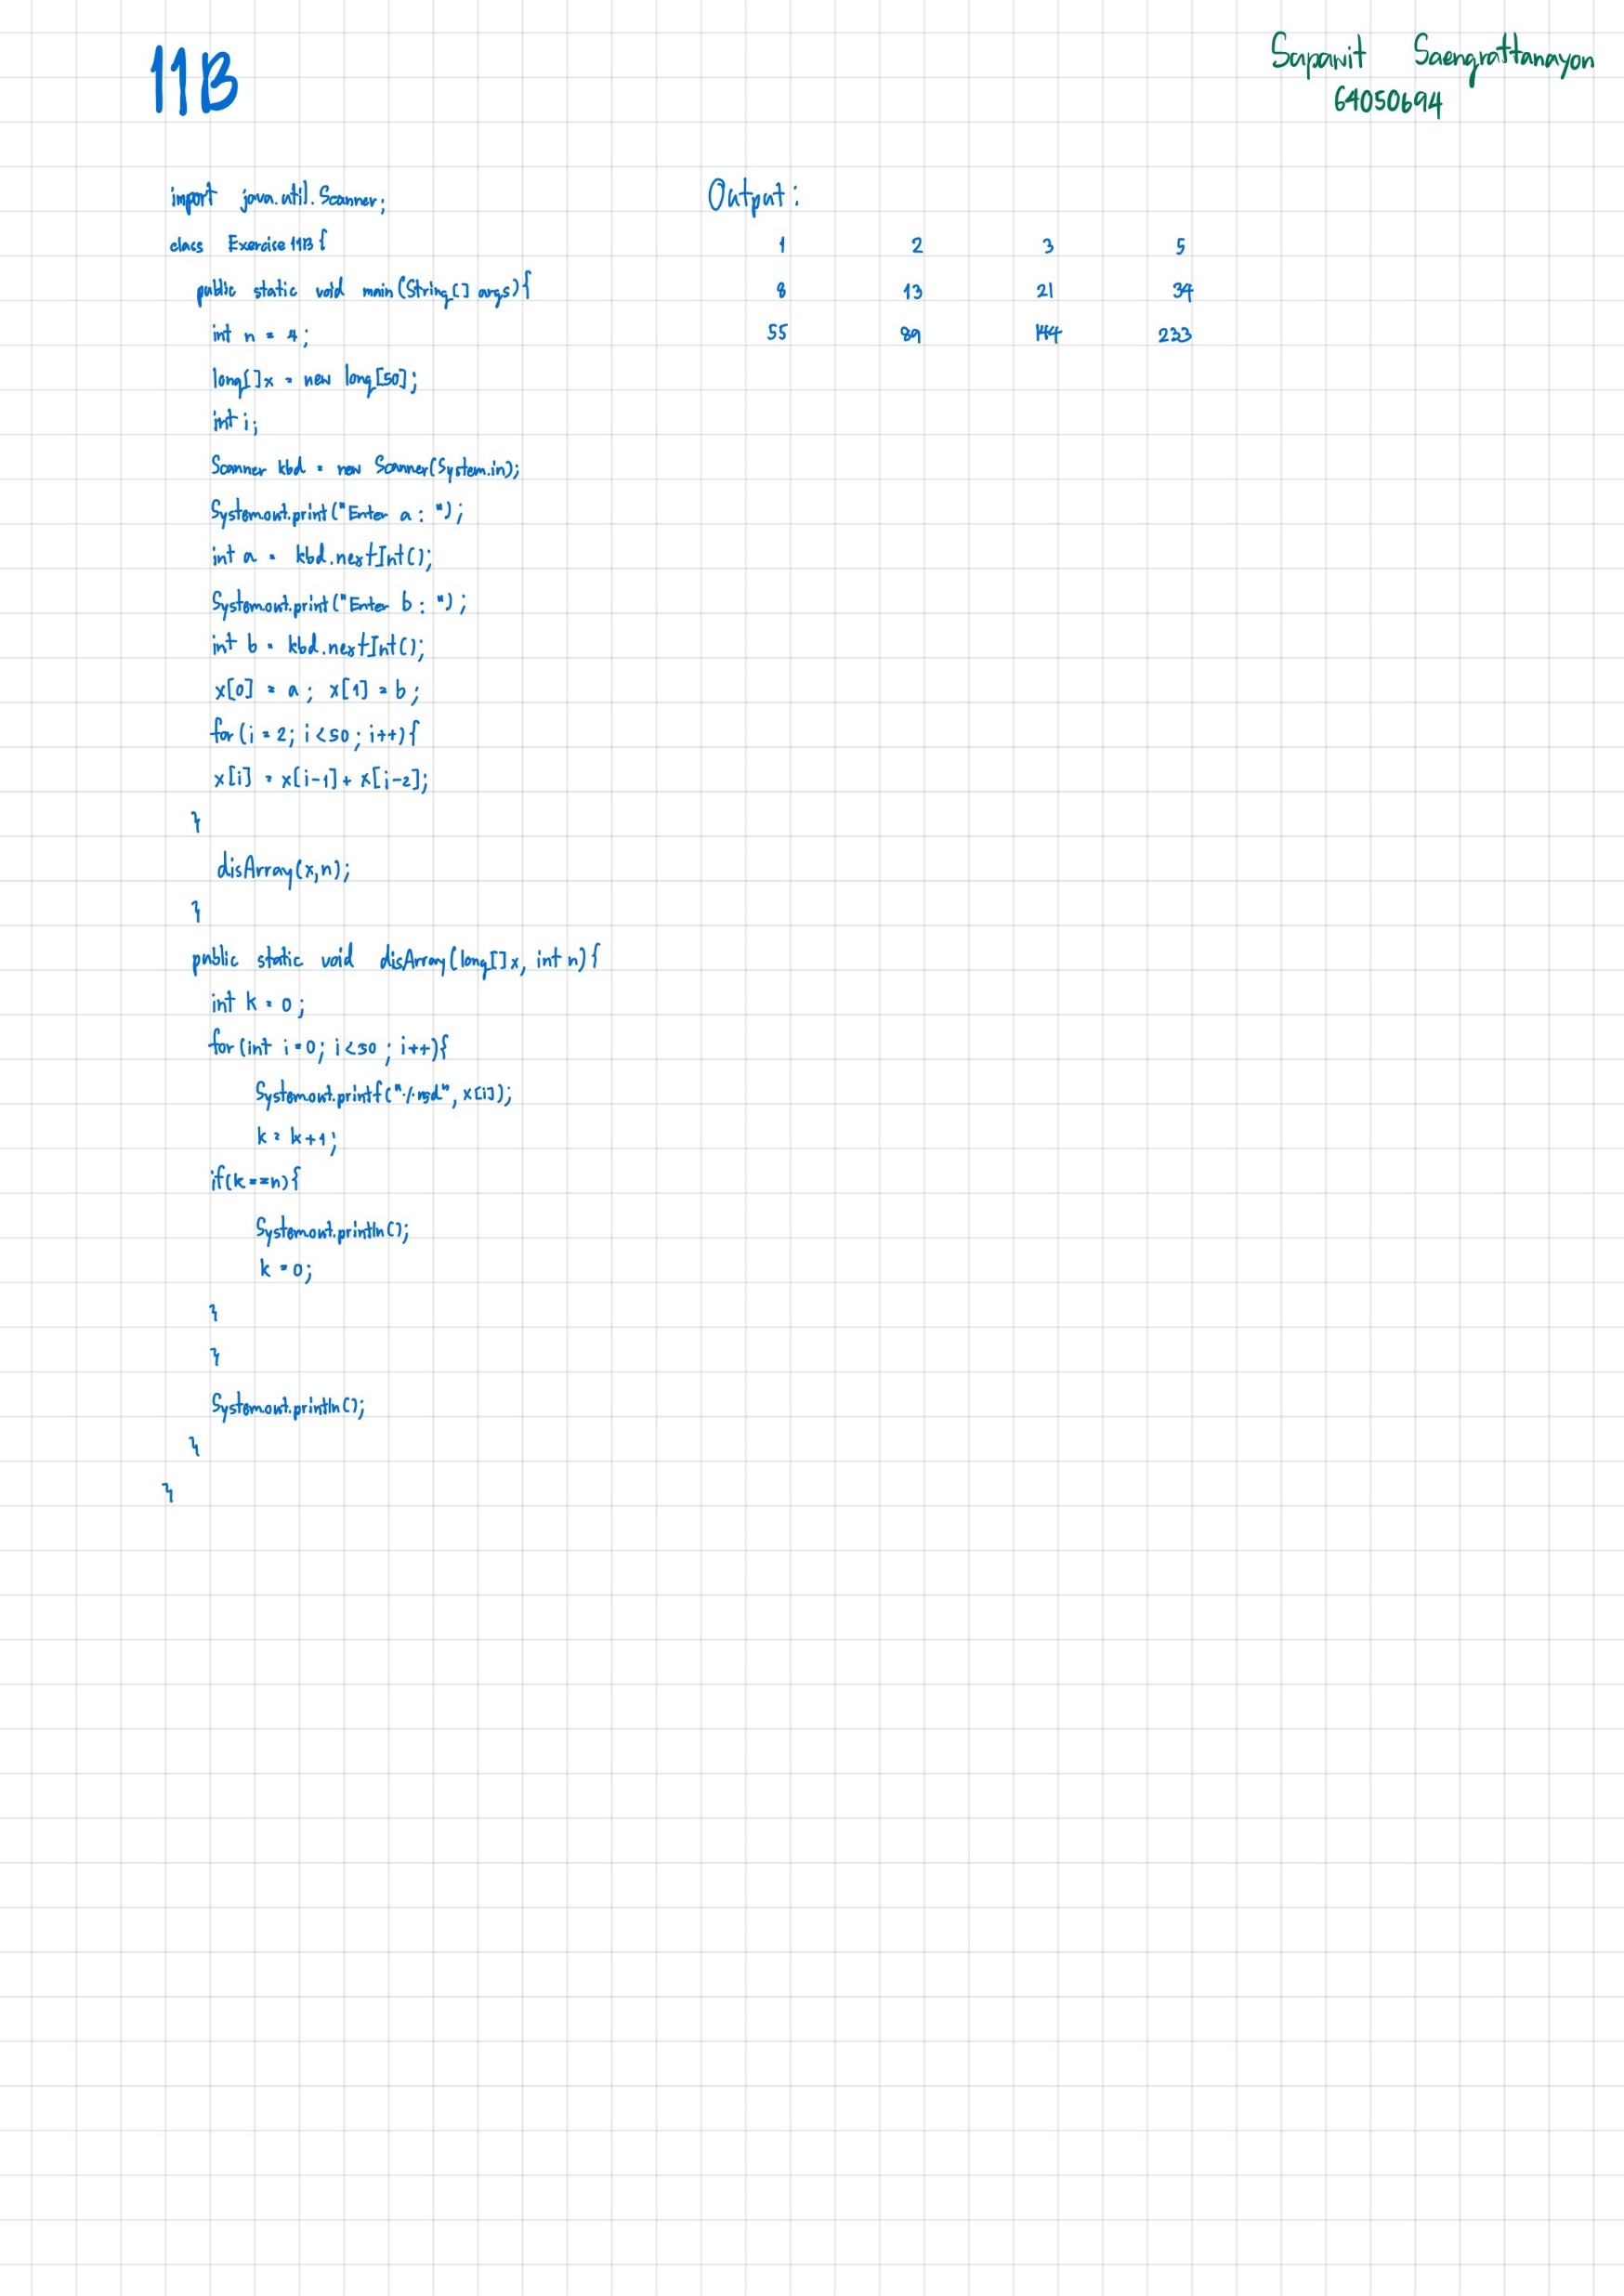 11B
Sapanit Saengrattanayon
64050694
import java.util.Scanner;
class Exercise11B {
public static void main(String[] args){
int n = 4;
long[]x = new long[50];
int i;
Scanner kbd = new Scanner(System.in);
System.out.print("Enter a: ");
int a = kbd.nextInt();
System.out.print("Enter b: ");
int b = kbd.nextInt();
x[0] = a; x[1] = b;
for(i = 2; i<50; i++){
x[i] = x[i-1] + x[i-2];
}
disArray(x,n);
}
public static void disArray(long[]x, int n){
int k = 0;
for(int i=0; i<50; i++){
System.out.printf("%15d", x[i]);
k = k+1;
if(k==n){
System.out.println();
k = 0;
}
}
System.out.println();
}
}
Output:
1 2 3 5
8 13 21 34
55 89 144 233